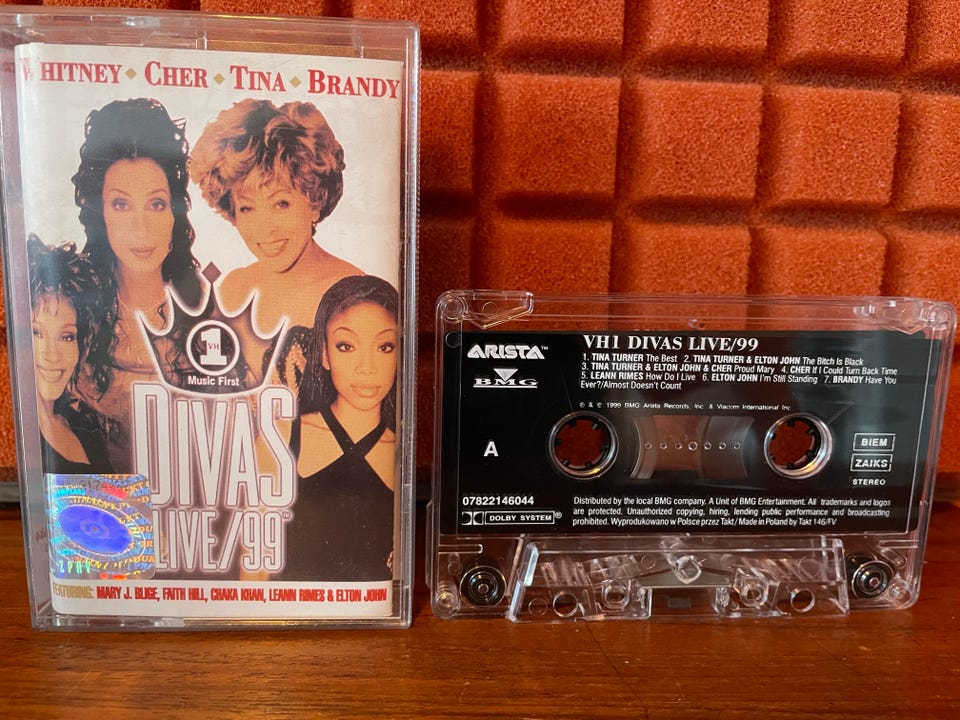 WHITNEY ◆ CHER ◆ TINA ◆ BRANDY
VH
1
Music First
DIVAS
LIVE/99™
FEATURING: MARY J. BLIGE, FAITH HILL, CHAKA KHAN, LEANN RIMES & ELTON JOHN
ARISTA™
BMG
VH1 DIVAS LIVE/99
1. TINA TURNER The Best 2. TINA TURNER & ELTON JOHN The Bitch Is Black
3. TINA TURNER & ELTON JOHN & CHER Proud Mary 4. CHER If I Could Turn Back Time
5. LEANN RIMES How Do I Live 6. ELTON JOHN I'm Still Standing 7. BRANDY Have You
Ever?/Almost Doesn't Count
℗ & © 1999 BMG Arista Records, Inc & Viacom International Inc
A
BIEM
ZAIKS
STEREO
07822146044
DOLBY SYSTEM®
Distributed by the local BMG company. A Unit of BMG Entertainment. All trademarks and logos
are protected. Unauthorized copying, hiring, lending public performance and broadcasting
prohibited. Wyprodukowano w Polsce przez Takt/Made in Poland by Takt 146/FV